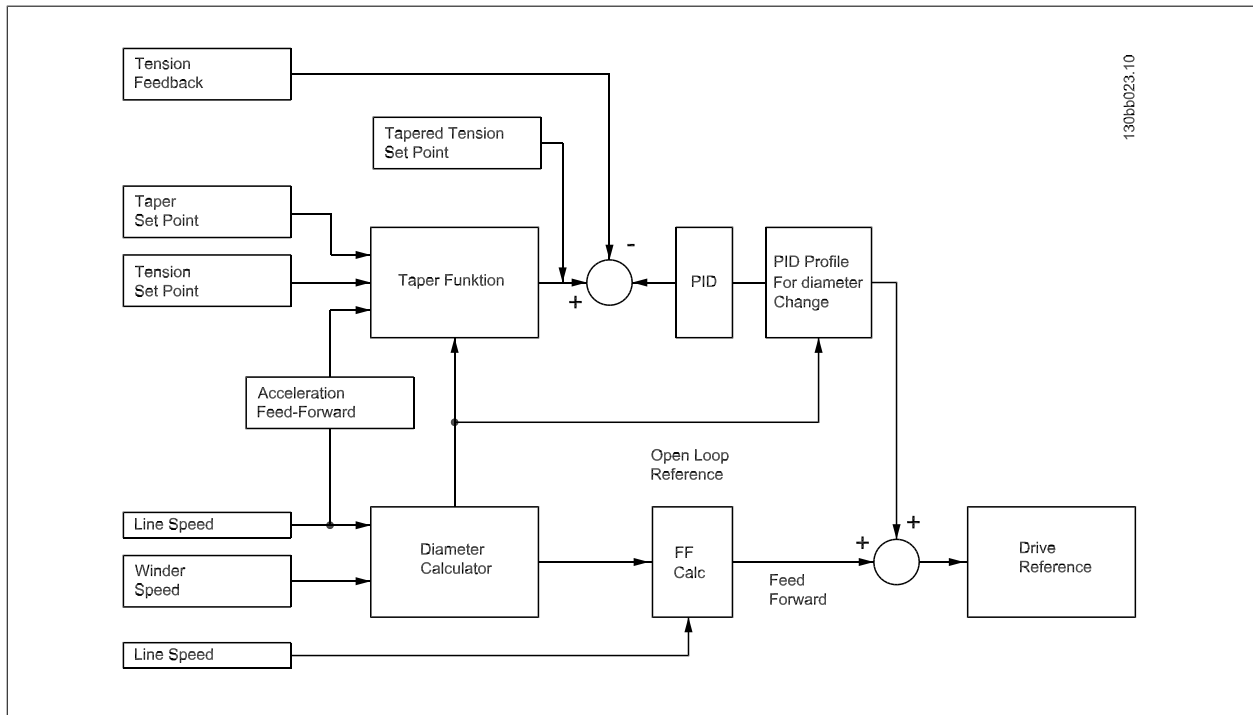 Tension
Feedback
130bb023.10
Tapered Tension
Set Point
Taper
Set Point
Tension
Set Point
Taper Funktion
-
+
PID
PID Profile
For diameter
Change
Acceleration
Feed-Forward
Open Loop
Reference
Line Speed
Winder
Speed
Diameter
Calculator
FF
Calc
Feed
Forward
+
+
Drive
Reference
Line Speed